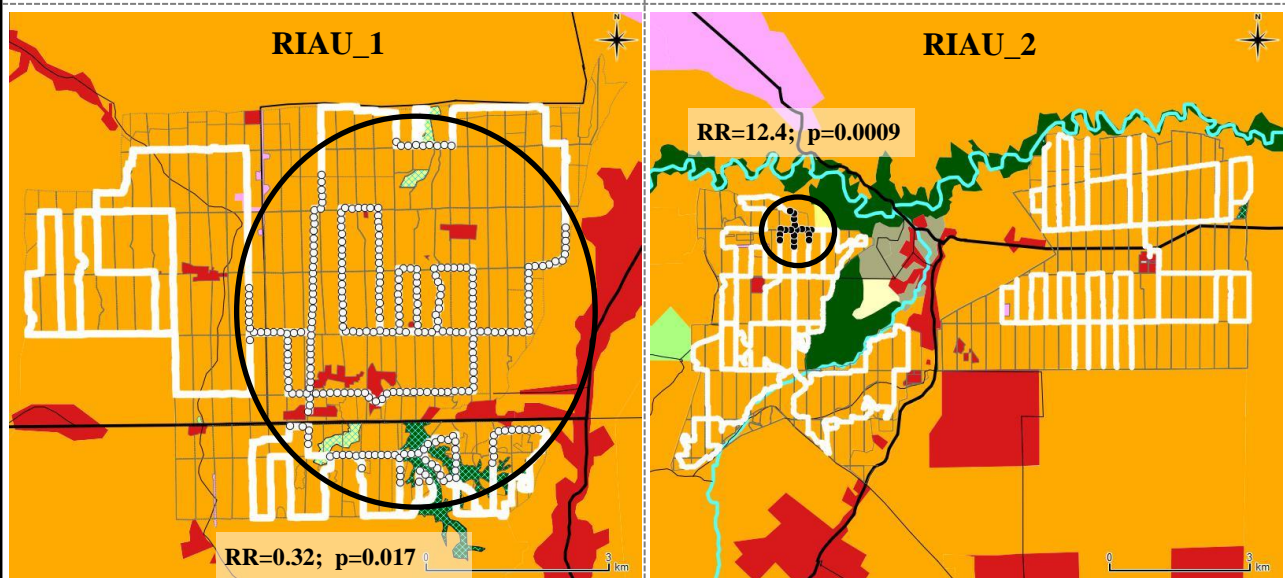 RIAU_1
N
RR=0.32; p=0.017
0 3
km
RIAU_2
N
RR=12.4; p=0.0009
0 3
km